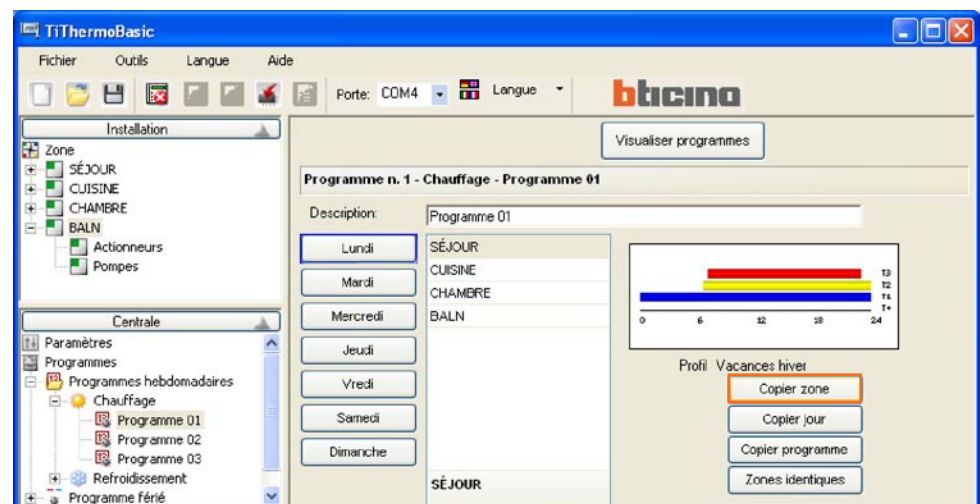 TiThermoBasic
Fichier Outils Langue Aide
Porte: COM4 Langue bticino
Installation
Zone
SÉJOUR
CUISINE
CHAMBRE
BALN
Actionneurs
Pompes
Centrale
Paramètres
Programmes
Programmes hebdomadaires
Chauffage
Programme 01
Programme 02
Programme 03
Refroidissement
Programme férié
Visualiser programmes
Programme n. 1 - Chauffage - Programme 01
Description: Programme 01
Lundi
Mardi
Mercredi
Jeudi
Vredi
Samedi
Dimanche
SÉJOUR
CUISINE
CHAMBRE
BALN
SÉJOUR
T3
T2
T1
T*
0 6 12 18 24
Profil Vacances hiver
Copier zone
Copier jour
Copier programme
Zones identiques